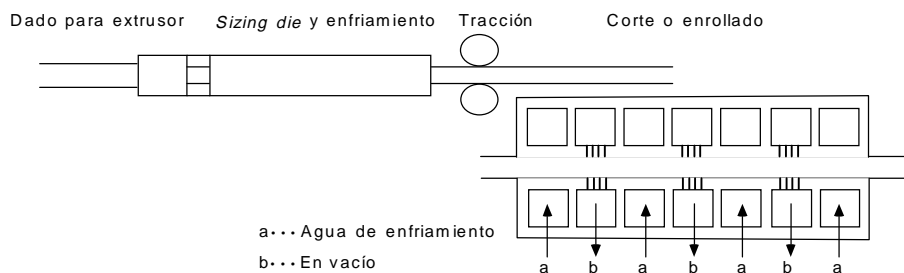 Dado para extrusor Sizing die y enfriamiento Tracción Corte o enrollado
a••• Agua de enfriamiento
b••• En vacío
a b a b a b a